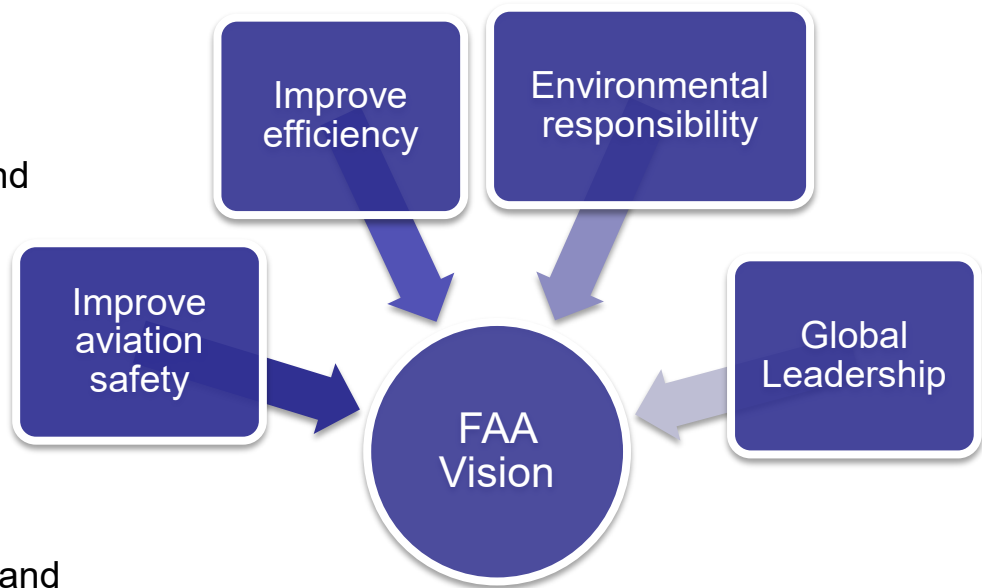 Improve
efficiency
Environmental
responsibility
nd
Improve
aviation
safety
Global
Leadership
FAA
Vision
and